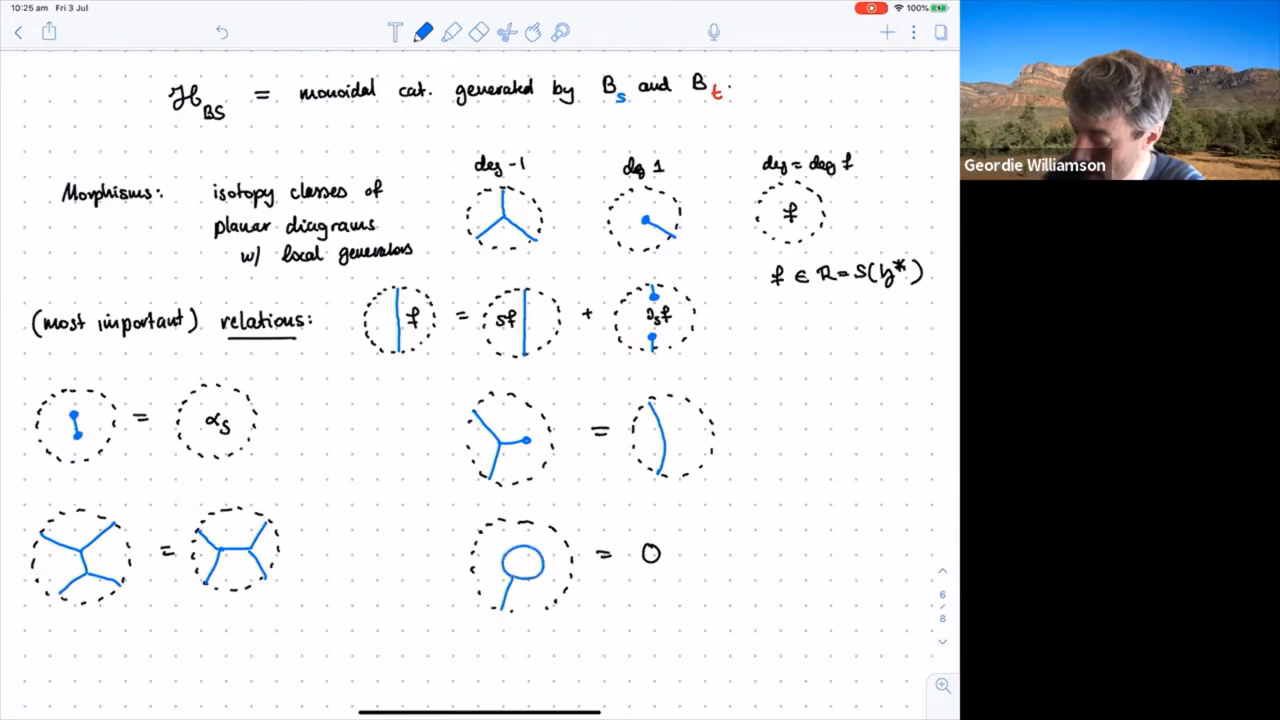 10:25 am Fri 3 Jul
100%
T
H_BS = monoidal cat. generated by B_s and B_t.
deg -1
deg 1
deg = deg f
Morphisms: isotopy classes of
planar diagrams
w/ local generators
f
f ∈ R = S(h*)
(most important) relations:
f = sf + ∂_s f
= α_s
=
=
= 0
6
/
8
Geordie Williamson